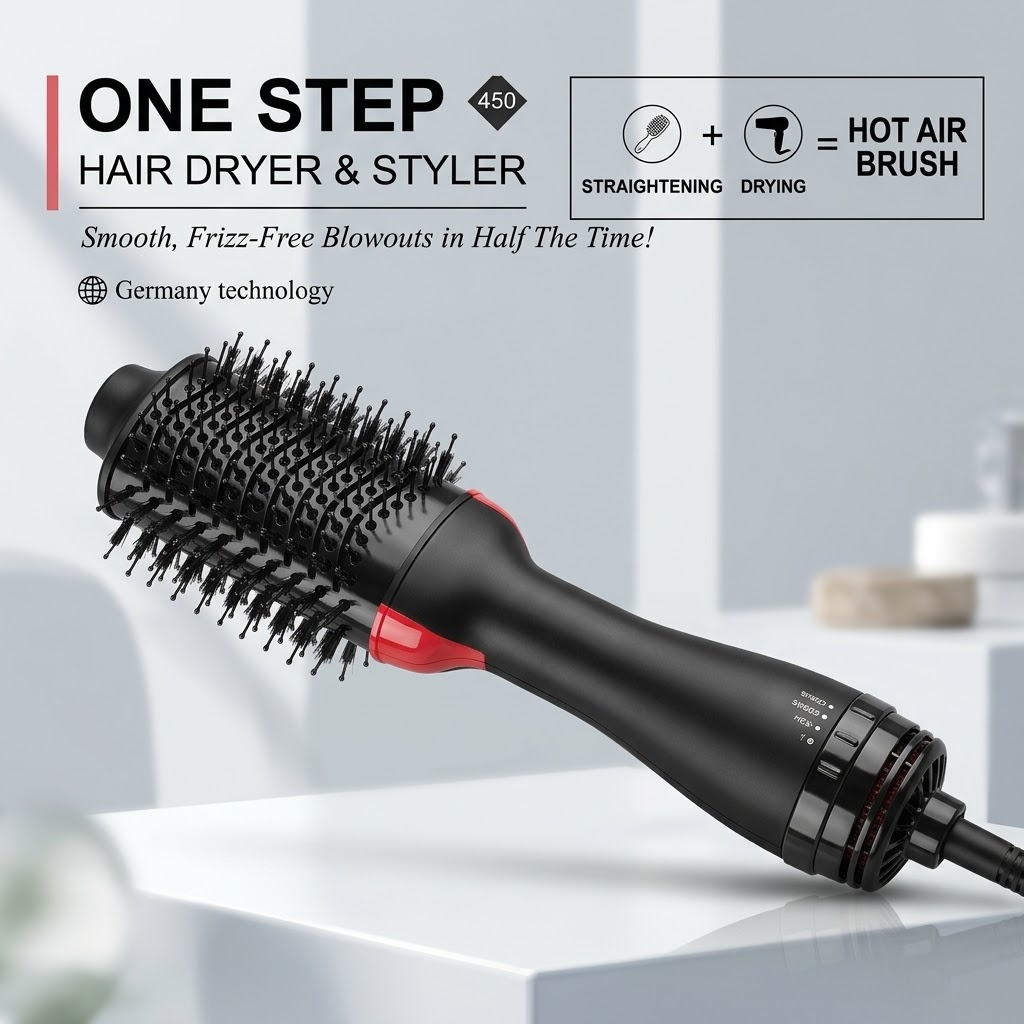 ONE STEP
450
HAIR DRYER & STYLER
Smooth, Frizz-Free Blowouts in Half The Time!
Germany technology
STRAIGHTENING
+
DRYING
=
HOT AIR
BRUSH